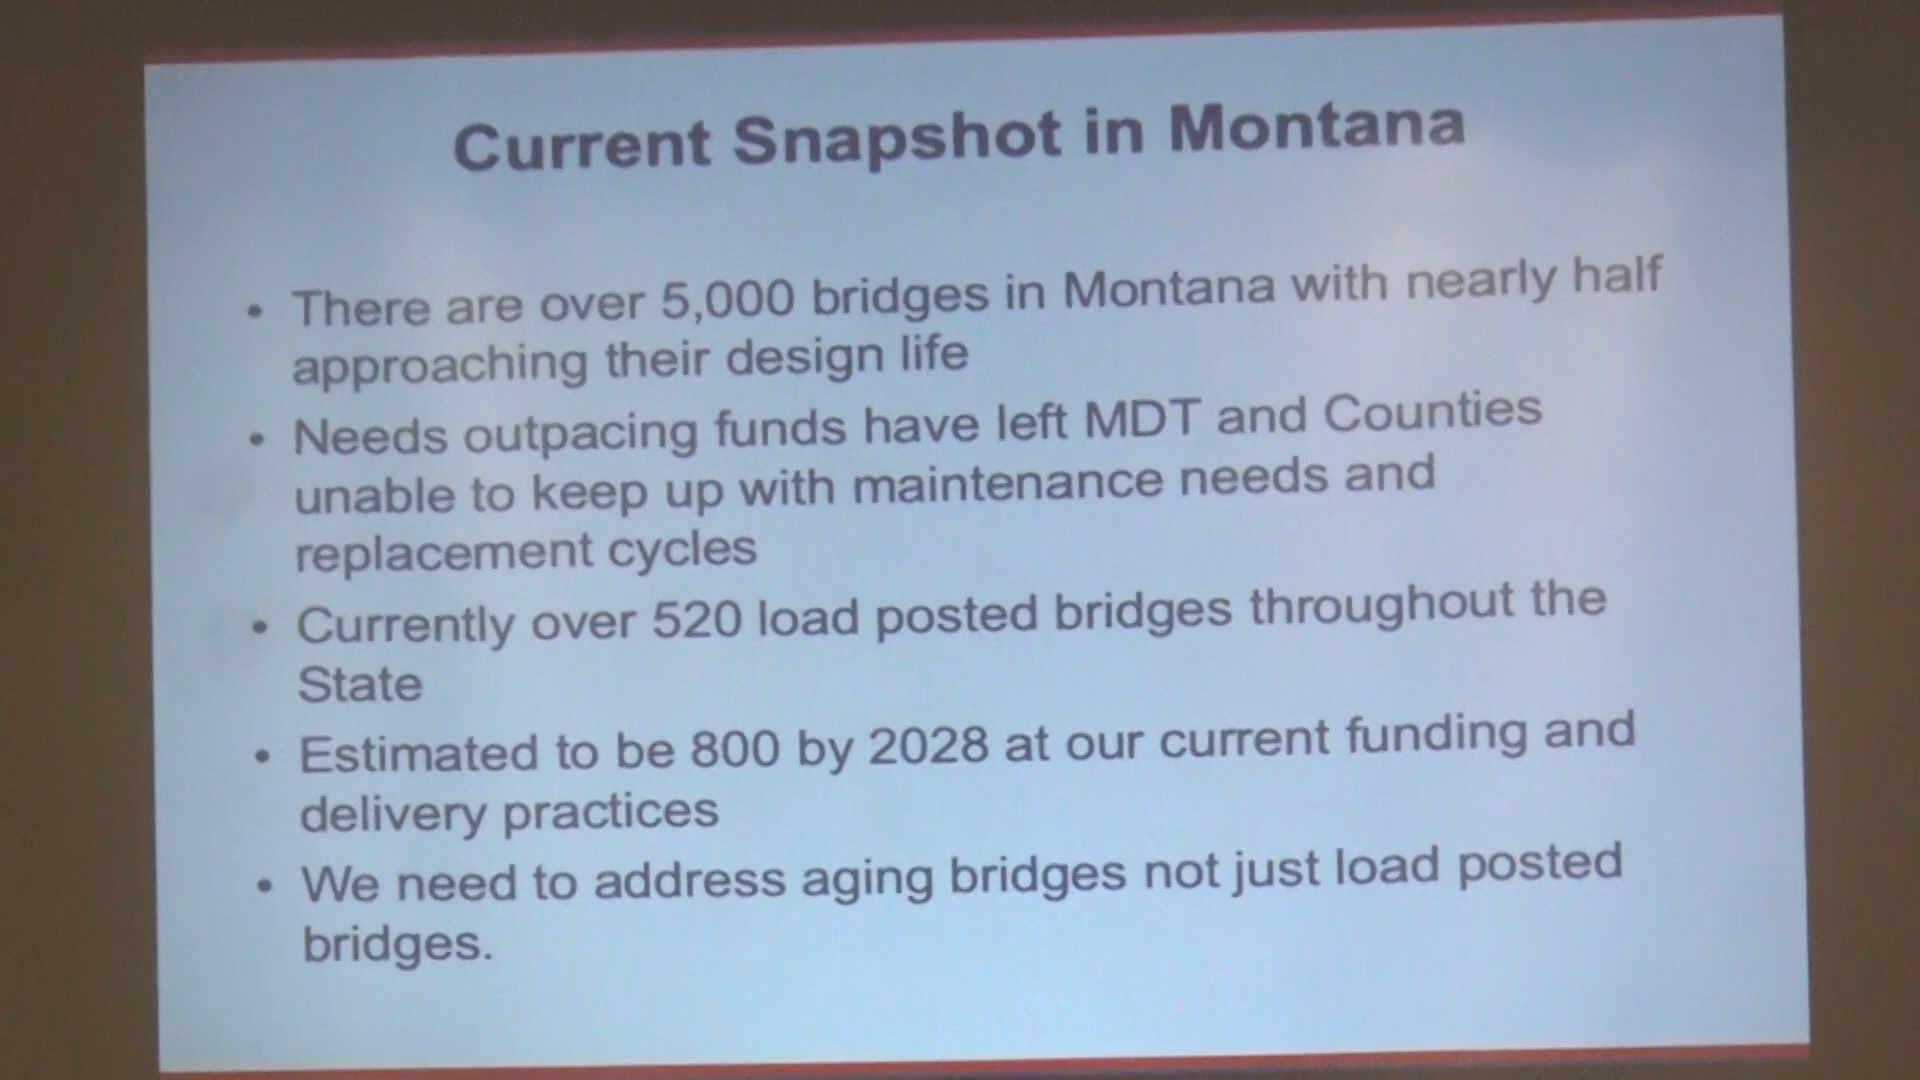 Current Snapshot in Montana
• There are over 5,000 bridges in Montana with nearly half
approaching their design life
• Needs outpacing funds have left MDT and Counties
unable to keep up with maintenance needs and
replacement cycles
• Currently over 520 load posted bridges throughout the
State
• Estimated to be 800 by 2028 at our current funding and
delivery practices
• We need to address aging bridges not just load posted
bridges.